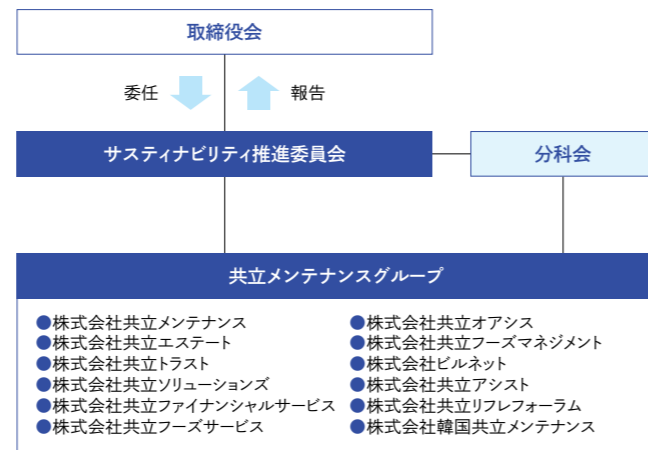 取締役会
委任
報告
サスティナビリティ推進委員会
分科会
共立メンテナンスグループ
●株式会社共立メンテナンス
●株式会社共立エステート
●株式会社共立トラスト
●株式会社共立ソリューションズ
●株式会社共立ファイナンシャルサービス
●株式会社共立フーズサービス
●株式会社共立オアシス
●株式会社共立フーズマネジメント
●株式会社ビルネット
●株式会社共立アシスト
●株式会社共立リフレフォーラム
●株式会社韓国共立メンテナンス